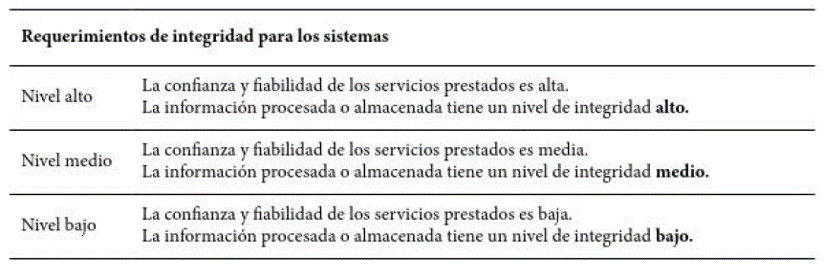 Requerimientos de integridad para los sistemas
Nivel alto
La confianza y fiabilidad de los servicios prestados es alta.
La información procesada o almacenada tiene un nivel de integridad alto.
Nivel medio
La confianza y fiabilidad de los servicios prestados es media.
La información procesada o almacenada tiene un nivel de integridad medio.
Nivel bajo
La confianza y fiabilidad de los servicios prestados es baja.
La información procesada o almacenada tiene un nivel de integridad bajo.